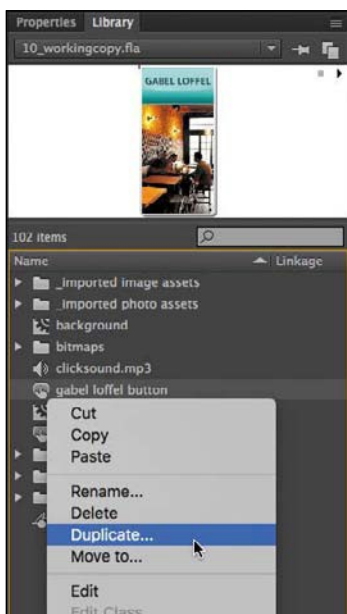 Properties Library
10_workingcopy.fla
GABEL LOFFEL
102 items
Name Linkage
_imported image assets
_imported photo assets
background
bitmaps
clicksound.mp3
gabel loffel button
Cut
Copy
Paste
Rename...
Delete
Duplicate...
Move to...
Edit
Edit Class